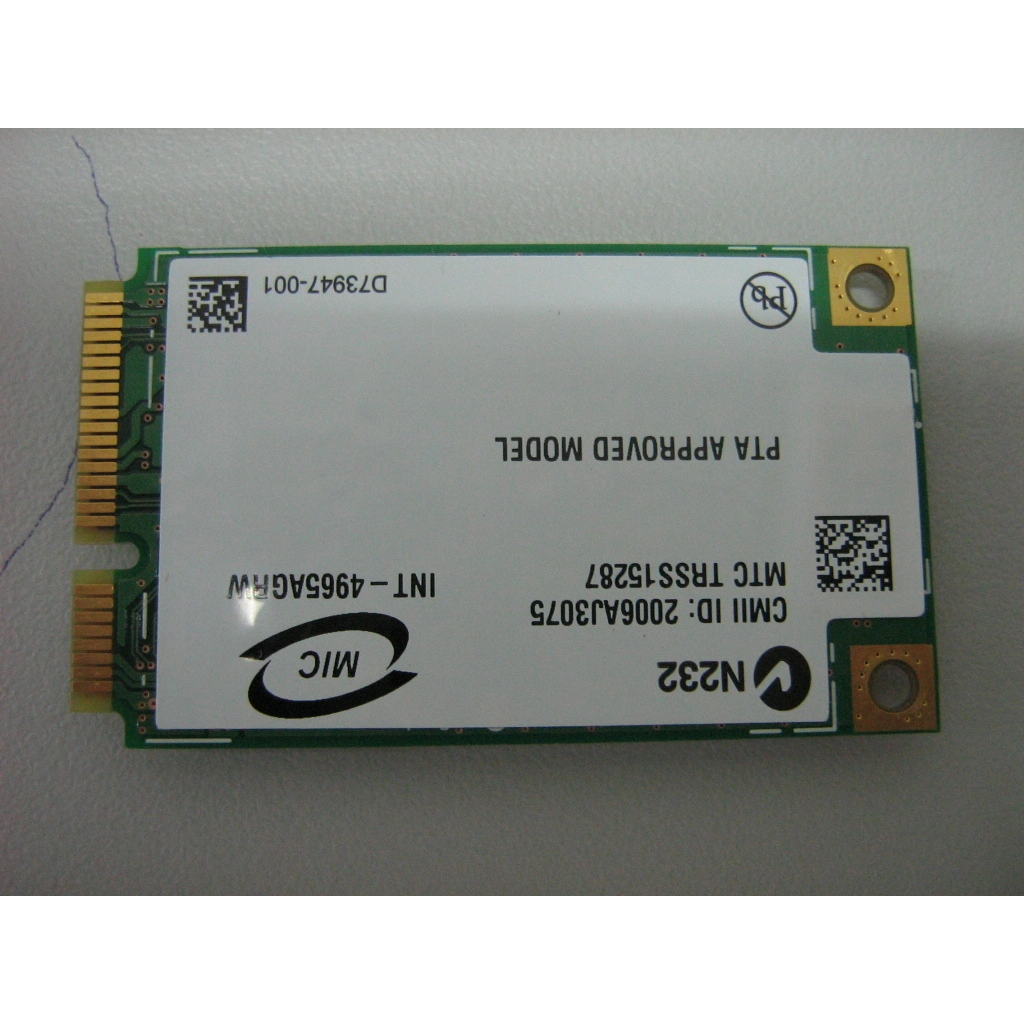 N232
MIC
CMII ID: 2006AJ3075
MTC TRSS15287
INT-4965AGRW
PTA APPROVED MODEL
Pb
D73947-001